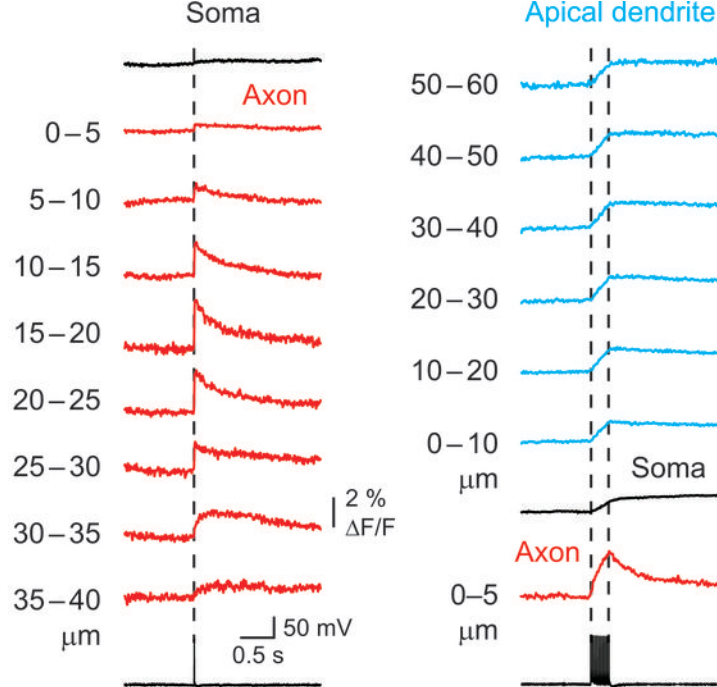 Soma
Axon
0–5
5–10
10–15
15–20
20–25
25–30
30–35
35–40
μm
2 %
ΔF/F
50 mV
0.5 s
Apical dendrite
50–60
40–50
30–40
20–30
10–20
0–10
μm
Soma
Axon
0–5
μm